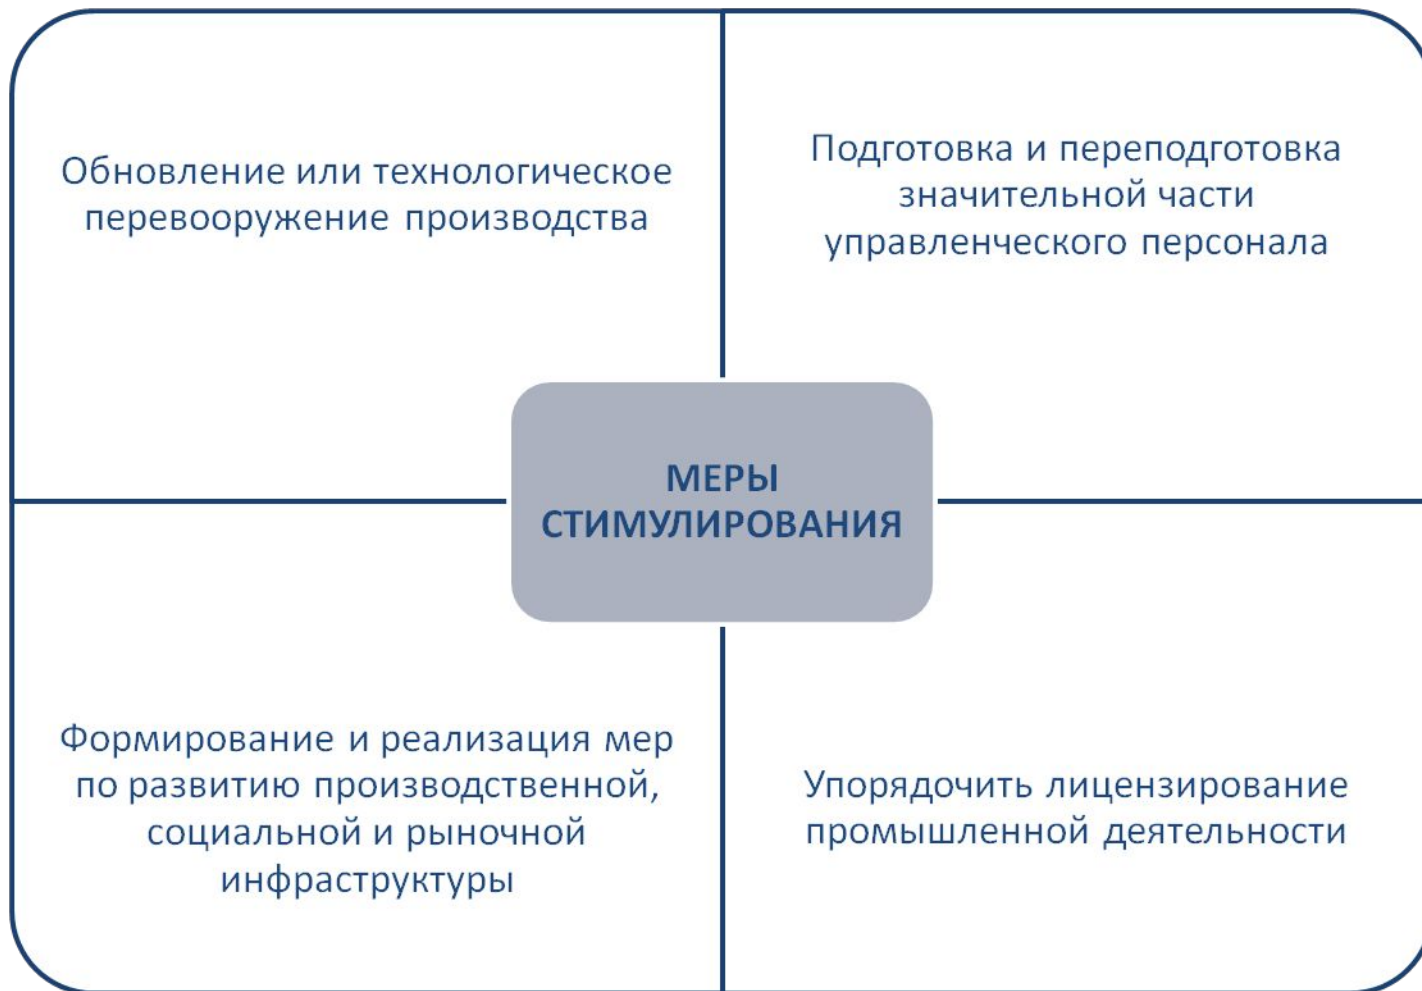 Обновление или технологическое
перевооружение производства
Подготовка и переподготовка
значительной части
управленческого персонала
МЕРЫ
СТИМУЛИРОВАНИЯ
Формирование и реализация мер
по развитию производственной,
социальной и рыночной
инфраструктуры
Упорядочить лицензирование
промышленной деятельности